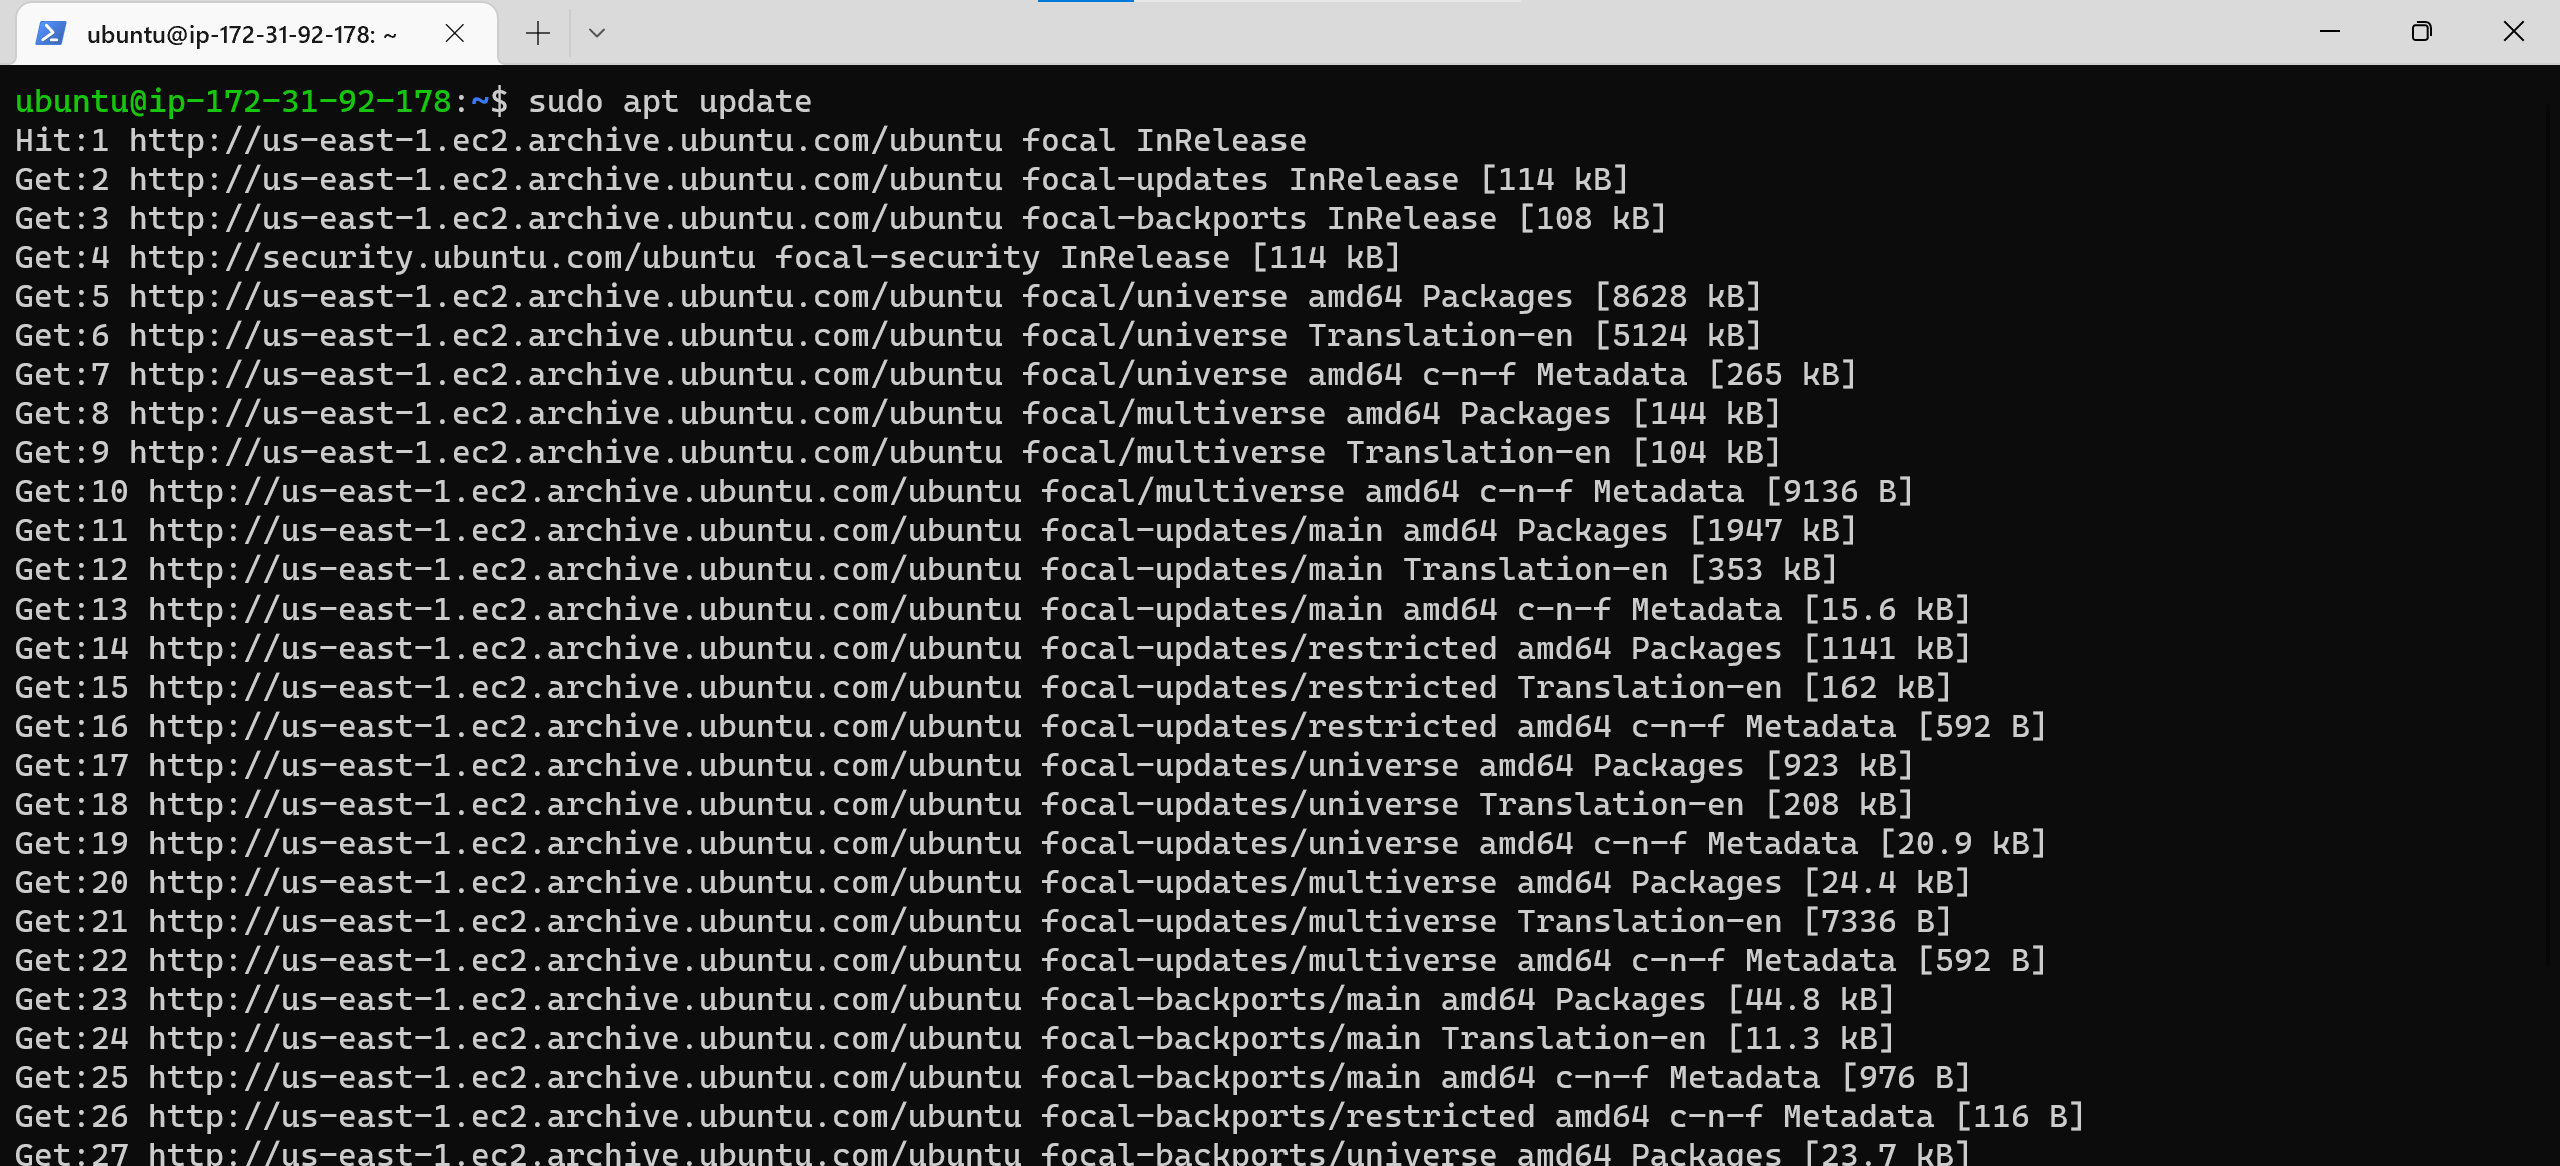 ubuntu@ip-172-31-92-178: ~
ubuntu@ip-172-31-92-178:~$ sudo apt update
Hit:1 http://us-east-1.ec2.archive.ubuntu.com/ubuntu focal InRelease
Get:2 http://us-east-1.ec2.archive.ubuntu.com/ubuntu focal-updates InRelease [114 kB]
Get:3 http://us-east-1.ec2.archive.ubuntu.com/ubuntu focal-backports InRelease [108 kB]
Get:4 http://security.ubuntu.com/ubuntu focal-security InRelease [114 kB]
Get:5 http://us-east-1.ec2.archive.ubuntu.com/ubuntu focal/universe amd64 Packages [8628 kB]
Get:6 http://us-east-1.ec2.archive.ubuntu.com/ubuntu focal/universe Translation-en [5124 kB]
Get:7 http://us-east-1.ec2.archive.ubuntu.com/ubuntu focal/universe amd64 c-n-f Metadata [265 kB]
Get:8 http://us-east-1.ec2.archive.ubuntu.com/ubuntu focal/multiverse amd64 Packages [144 kB]
Get:9 http://us-east-1.ec2.archive.ubuntu.com/ubuntu focal/multiverse Translation-en [104 kB]
Get:10 http://us-east-1.ec2.archive.ubuntu.com/ubuntu focal/multiverse amd64 c-n-f Metadata [9136 B]
Get:11 http://us-east-1.ec2.archive.ubuntu.com/ubuntu focal-updates/main amd64 Packages [1947 kB]
Get:12 http://us-east-1.ec2.archive.ubuntu.com/ubuntu focal-updates/main Translation-en [353 kB]
Get:13 http://us-east-1.ec2.archive.ubuntu.com/ubuntu focal-updates/main amd64 c-n-f Metadata [15.6 kB]
Get:14 http://us-east-1.ec2.archive.ubuntu.com/ubuntu focal-updates/restricted amd64 Packages [1141 kB]
Get:15 http://us-east-1.ec2.archive.ubuntu.com/ubuntu focal-updates/restricted Translation-en [162 kB]
Get:16 http://us-east-1.ec2.archive.ubuntu.com/ubuntu focal-updates/restricted amd64 c-n-f Metadata [592 B]
Get:17 http://us-east-1.ec2.archive.ubuntu.com/ubuntu focal-updates/universe amd64 Packages [923 kB]
Get:18 http://us-east-1.ec2.archive.ubuntu.com/ubuntu focal-updates/universe Translation-en [208 kB]
Get:19 http://us-east-1.ec2.archive.ubuntu.com/ubuntu focal-updates/universe amd64 c-n-f Metadata [20.9 kB]
Get:20 http://us-east-1.ec2.archive.ubuntu.com/ubuntu focal-updates/multiverse amd64 Packages [24.4 kB]
Get:21 http://us-east-1.ec2.archive.ubuntu.com/ubuntu focal-updates/multiverse Translation-en [7336 B]
Get:22 http://us-east-1.ec2.archive.ubuntu.com/ubuntu focal-updates/multiverse amd64 c-n-f Metadata [592 B]
Get:23 http://us-east-1.ec2.archive.ubuntu.com/ubuntu focal-backports/main amd64 Packages [44.8 kB]
Get:24 http://us-east-1.ec2.archive.ubuntu.com/ubuntu focal-backports/main Translation-en [11.3 kB]
Get:25 http://us-east-1.ec2.archive.ubuntu.com/ubuntu focal-backports/main amd64 c-n-f Metadata [976 B]
Get:26 http://us-east-1.ec2.archive.ubuntu.com/ubuntu focal-backports/restricted amd64 c-n-f Metadata [116 B]
Get:27 http://us-east-1.ec2.archive.ubuntu.com/ubuntu focal-backports/universe amd64 Packages [23.7 kB]